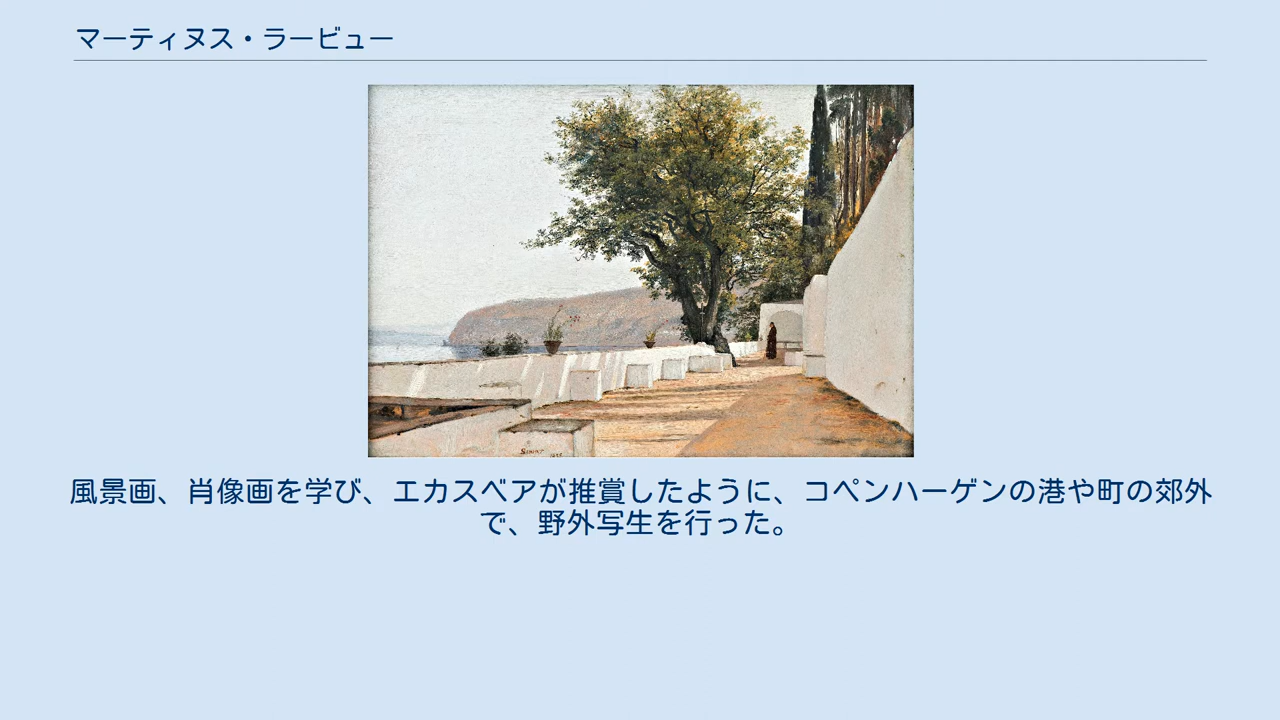 マーティヌス・ラービュー
風景画、肖像画を学び、エカスベアが推賞したように、コペンハーゲンの港や町の郊外
で、野外写生を行った。